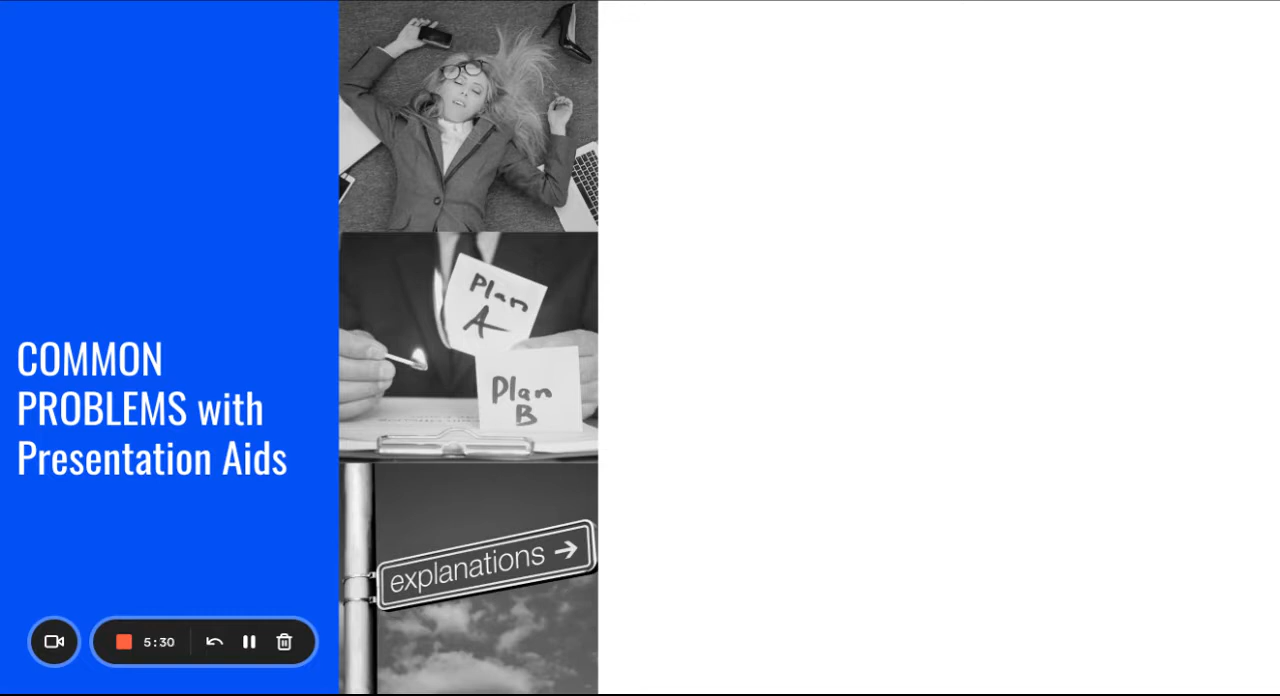 COMMON
PROBLEMS with
Presentation Aids
5:30
Plan
A
Plan
B
explanations →